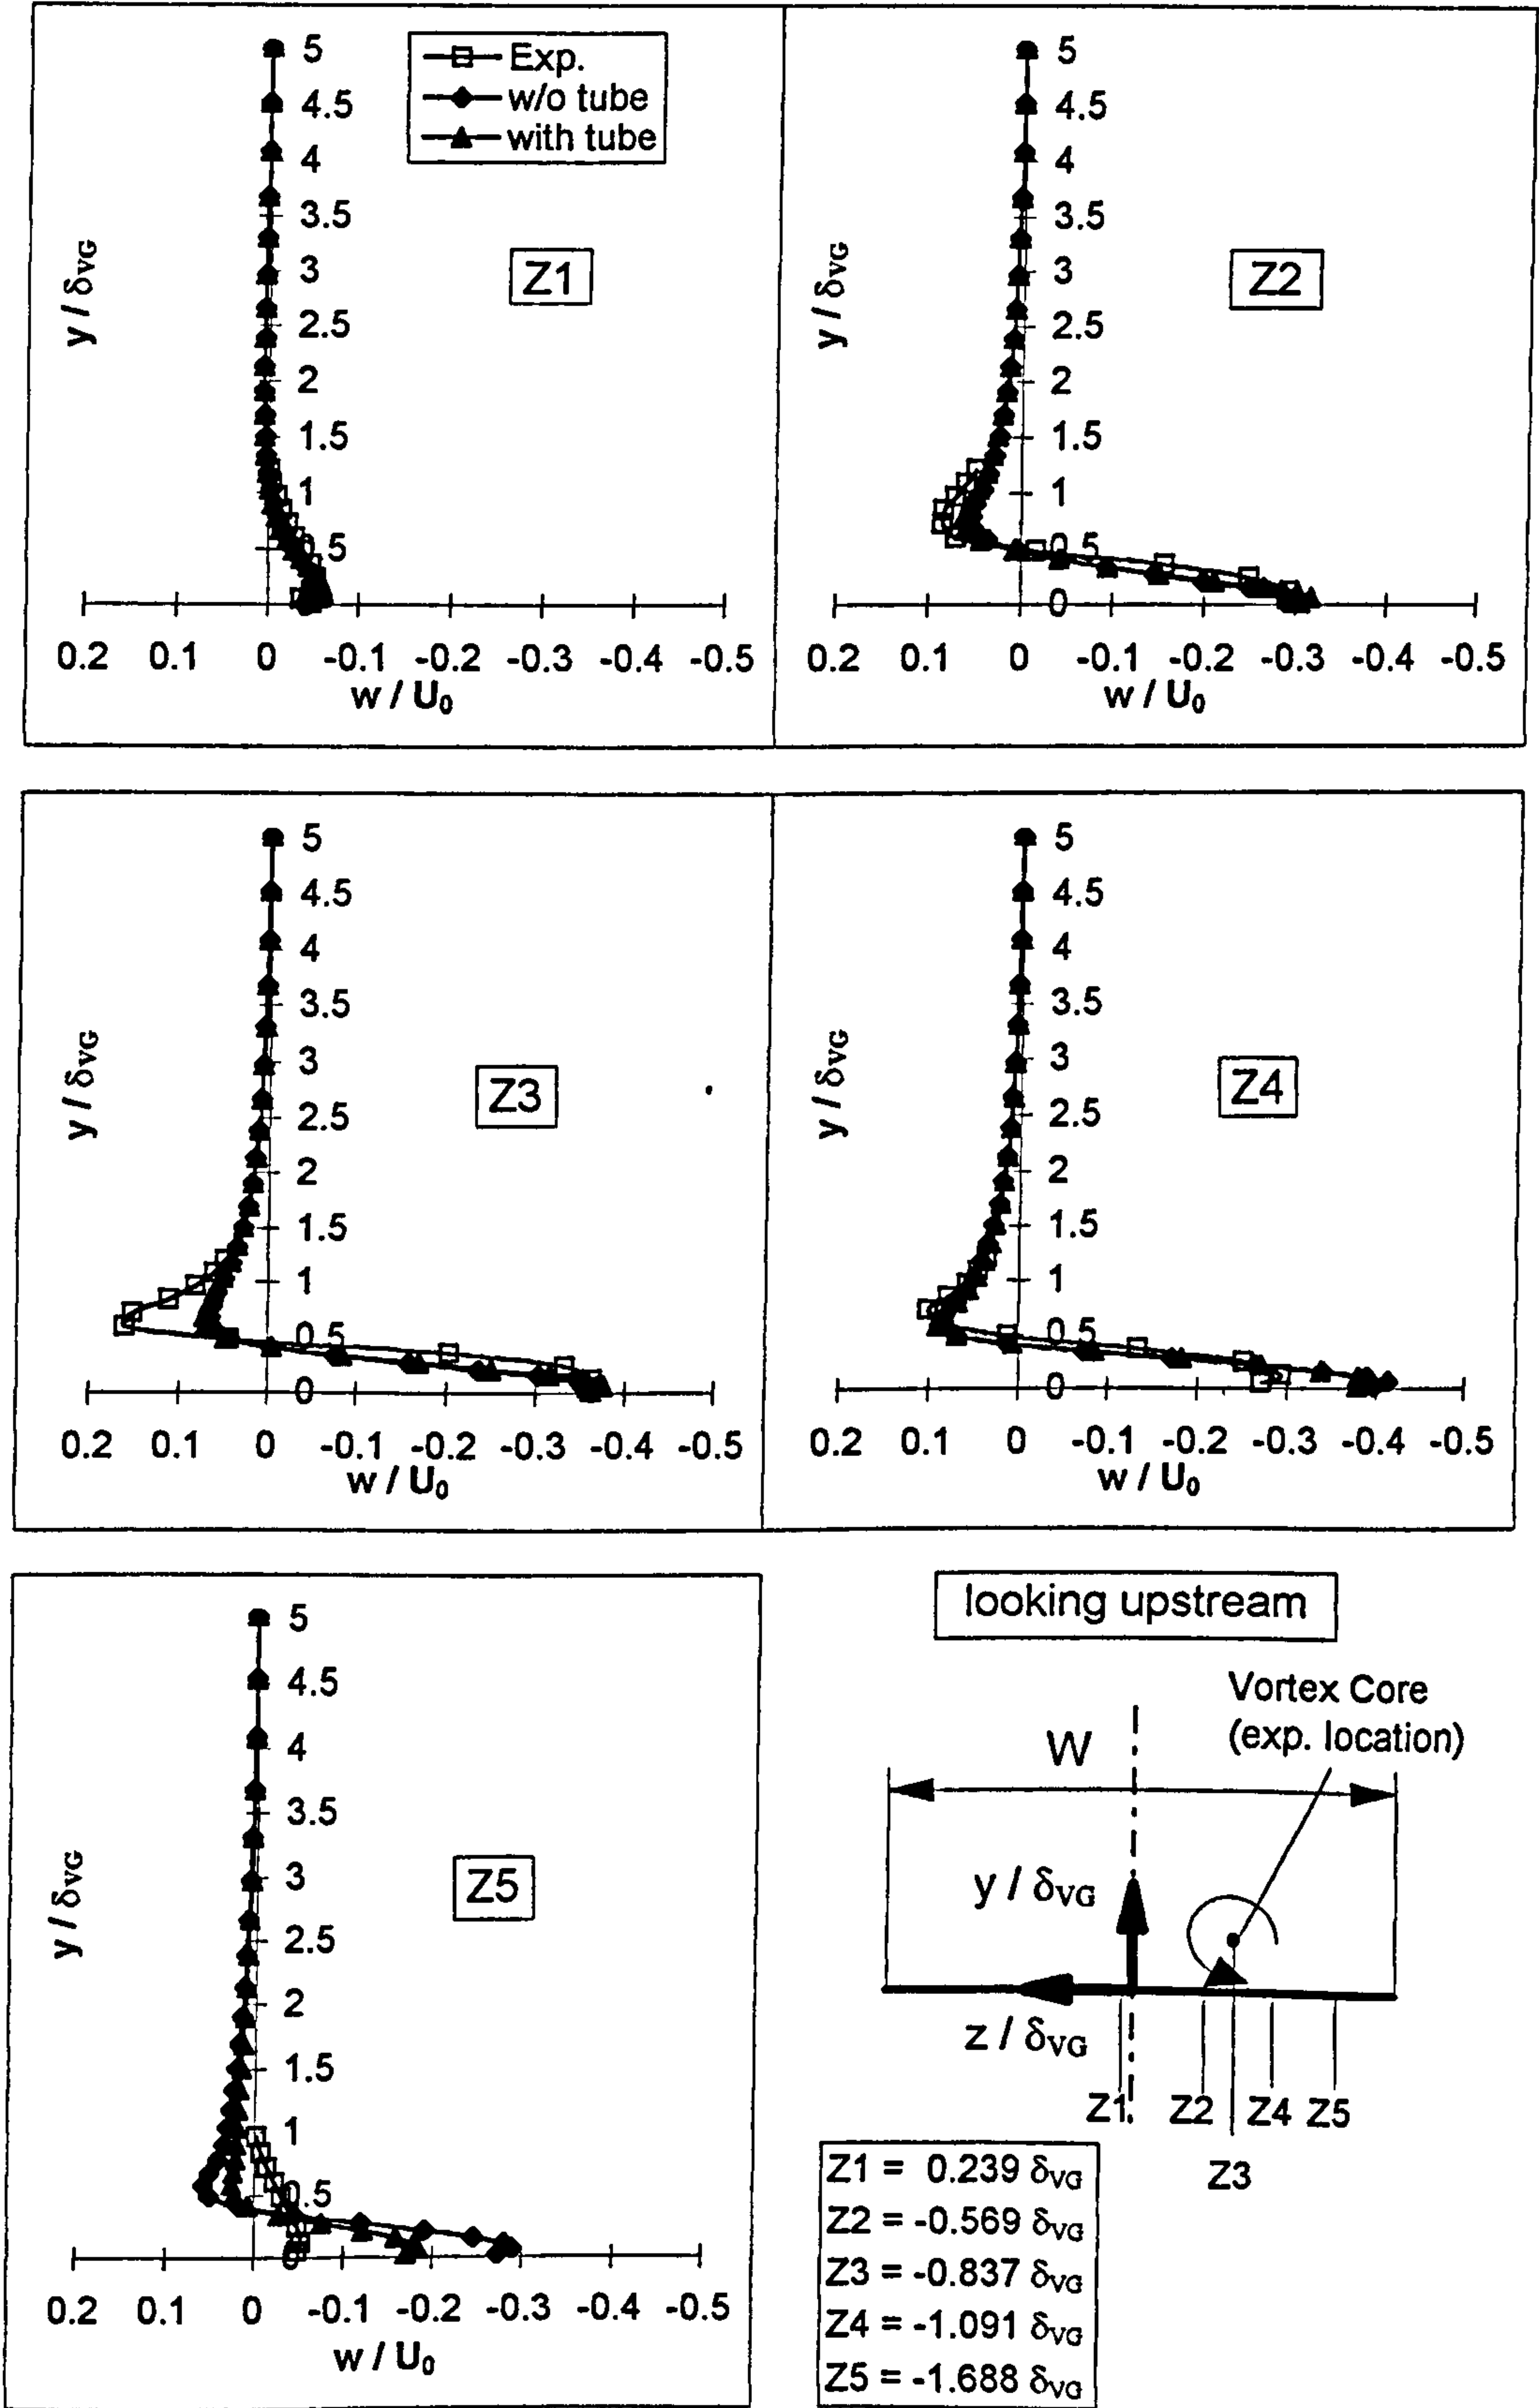 5
4.5
4
3.5
3
2.5
2
1.5
1
0.5
Exp.
w/o tube
with tube
y / δVG
Z1
0.2 0.1 0 -0.1 -0.2 -0.3 -0.4 -0.5
w / U0
5
4.5
4
3.5
3
2.5
2
1.5
1
0.5
0
y / δVG
Z2
0.2 0.1 0 -0.1 -0.2 -0.3 -0.4 -0.5
w / U0
5
4.5
4
3.5
3
2.5
2
1.5
1
0.5
0
y / δVG
Z3
0.2 0.1 0 -0.1 -0.2 -0.3 -0.4 -0.5
w / U0
5
4.5
4
3.5
3
2.5
2
1.5
1
0.5
0
y / δVG
Z4
0.2 0.1 0 -0.1 -0.2 -0.3 -0.4 -0.5
w / U0
5
4.5
4
3.5
3
2.5
2
1.5
1
0.5
0
y / δVG
Z5
0.2 0.1 0 -0.1 -0.2 -0.3 -0.4 -0.5
w / U0
looking upstream
Vortex Core
(exp. location)
W
y / δVG
z / δVG
Z1 Z2 Z4 Z5
Z3
Z1 = 0.239 δVG
Z2 = -0.569 δVG
Z3 = -0.837 δVG
Z4 = -1.091 δVG
Z5 = -1.688 δVG